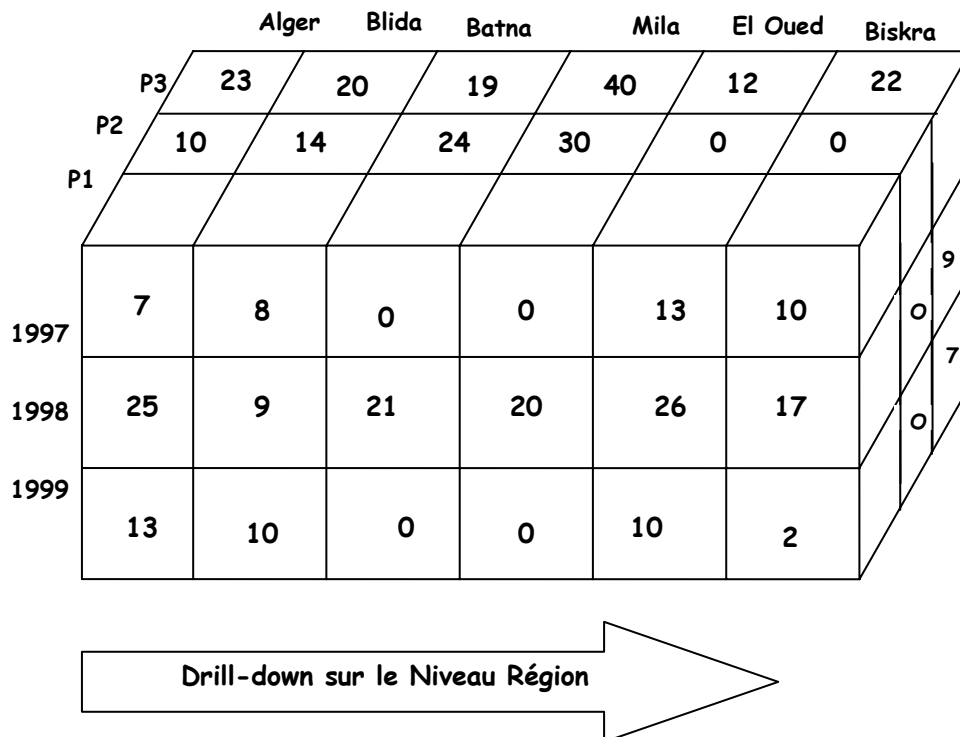 Alger Blida Batna Mila El Oued Biskra
P3 23 20 19 40 12 22
P2 10 14 24 30 0 0
P1
1997 7 8 0 0 13 10 0 9
1998 25 9 21 20 26 17 0 7
1999 13 10 0 0 10 2
Drill-down sur le Niveau Région